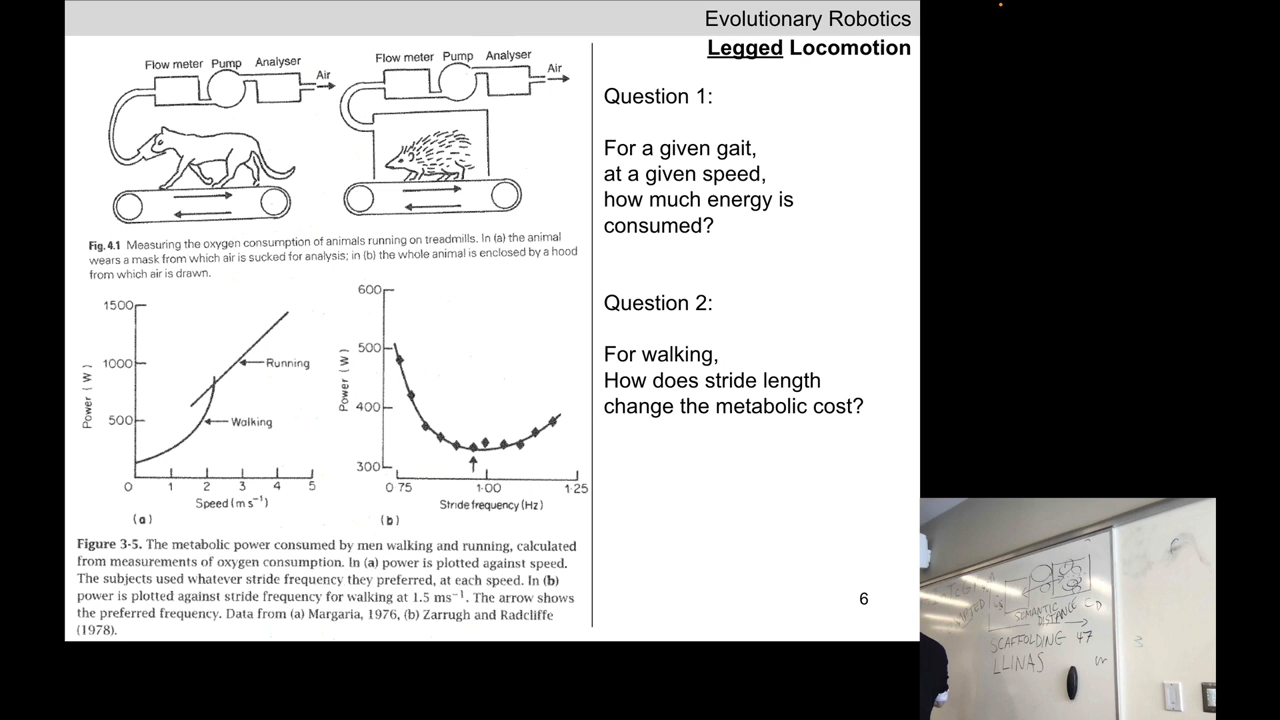 Evolutionary Robotics
Legged Locomotion
Flow meter Pump Analyser
Air
Flow meter Pump Analyser
Air
Fig. 4.1 Measuring the oxygen consumption of animals running on treadmills. In (a) the animal
wears a mask from which air is sucked for analysis; in (b) the whole animal is enclosed by a hood
from which air is drawn.
1500
1000
500
Power (W)
Running
Walking
0 1 2 3 4 5
Speed (m s⁻¹)
(a)
600
500
400
300
Power (W)
0·75 1·00 1·25
Stride frequency (Hz)
(b)
Figure 3-5. The metabolic power consumed by men walking and running, calculated
from measurements of oxygen consumption. In (a) power is plotted against speed.
The subjects used whatever stride frequency they preferred, at each speed. In (b)
power is plotted against stride frequency for walking at 1.5 ms⁻¹. The arrow shows
the preferred frequency. Data from (a) Margaria, 1976, (b) Zarrugh and Radcliffe
(1978).
Question 1:
For a given gait,
at a given speed,
how much energy is
consumed?
Question 2:
For walking,
How does stride length
change the metabolic cost?
6
SEMANTIC
DISTANCE
SCAFFOLDING 47
LLINAS